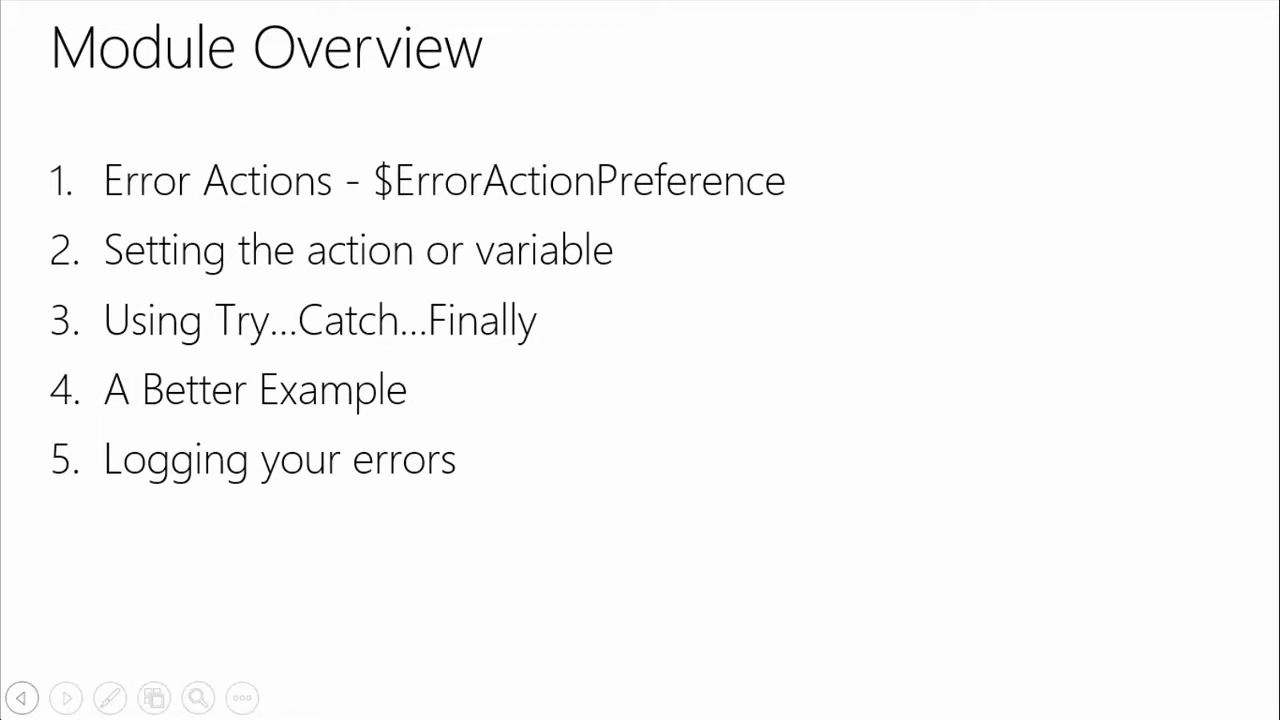 Module Overview
1. Error Actions - $ErrorActionPreference
2. Setting the action or variable
3. Using Try...Catch...Finally
4. A Better Example
5. Logging your errors